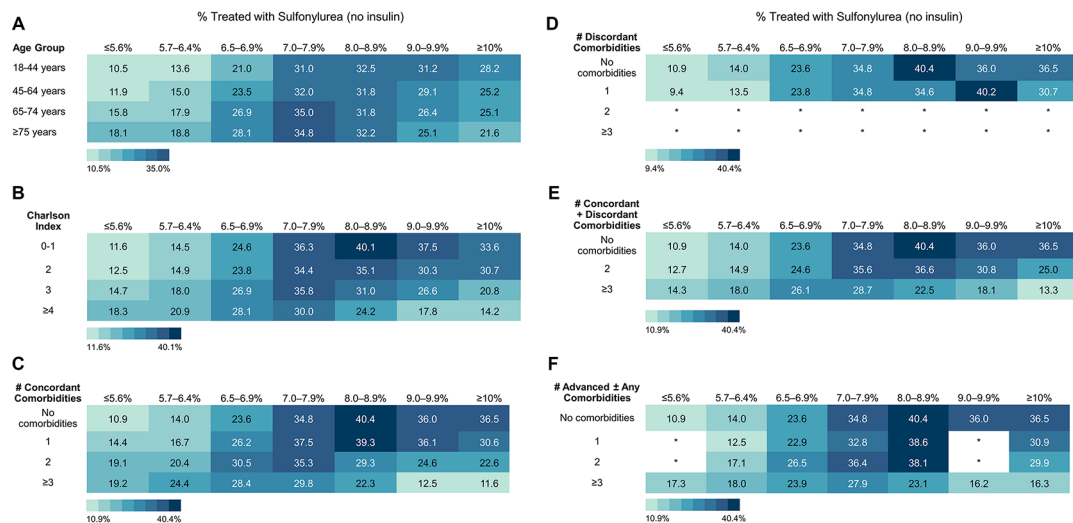 % Treated with Sulfonylurea (no insulin)
A
Age Group ≤5.6% 5.7–6.4% 6.5–6.9% 7.0–7.9% 8.0–8.9% 9.0–9.9% ≥10%
18-44 years 10.5 13.6 21.0 31.0 32.5 31.2 28.2
45-64 years 11.9 15.0 23.5 32.0 31.8 29.1 25.2
65-74 years 15.8 17.9 26.9 35.0 31.8 26.4 25.1
≥75 years 18.1 18.8 28.1 34.8 32.2 25.1 21.6
10.5% 35.0%
B
Charlson
Index ≤5.6% 5.7–6.4% 6.5–6.9% 7.0–7.9% 8.0–8.9% 9.0–9.9% ≥10%
0-1 11.6 14.5 24.6 36.3 40.1 37.5 33.6
2 12.5 14.9 23.8 34.4 35.1 30.3 30.7
3 14.7 18.0 26.9 35.8 31.0 26.6 20.8
≥4 18.3 20.9 28.1 30.0 24.2 17.8 14.2
11.6% 40.1%
C
# Concordant
Comorbidities ≤5.6% 5.7–6.4% 6.5–6.9% 7.0–7.9% 8.0–8.9% 9.0–9.9% ≥10%
No
comorbidities 10.9 14.0 23.6 34.8 40.4 36.0 36.5
1 14.4 16.7 26.2 37.5 39.3 36.1 30.6
2 19.1 20.4 30.5 35.3 29.3 24.6 22.6
≥3 19.2 24.4 28.4 29.8 22.3 12.5 11.6
10.9% 40.4%
% Treated with Sulfonylurea (no insulin)
D
# Discordant
Comorbidities ≤5.6% 5.7–6.4% 6.5–6.9% 7.0–7.9% 8.0–8.9% 9.0–9.9% ≥10%
No
comorbidities 10.9 14.0 23.6 34.8 40.4 36.0 36.5
1 9.4 13.5 23.8 34.8 34.6 40.2 30.7
2 * * * * * * *
≥3 * * * * * * *
9.4% 40.4%
E
# Concordant
+ Discordant
Comorbidities ≤5.6% 5.7–6.4% 6.5–6.9% 7.0–7.9% 8.0–8.9% 9.0–9.9% ≥10%
No
comorbidities 10.9 14.0 23.6 34.8 40.4 36.0 36.5
2 12.7 14.9 24.6 35.6 36.6 30.8 25.0
≥3 14.3 18.0 26.1 28.7 22.5 18.1 13.3
10.9% 40.4%
F
# Advanced ± Any
Comorbidities ≤5.6% 5.7–6.4% 6.5–6.9% 7.0–7.9% 8.0–8.9% 9.0–9.9% ≥10%
No comorbidities 10.9 14.0 23.6 34.8 40.4 36.0 36.5
1 * 12.5 22.9 32.8 38.6 * 30.9
2 * 17.1 26.5 36.4 38.1 * 29.9
≥3 17.3 18.0 23.9 27.9 23.1 16.2 16.3
10.9% 40.4%